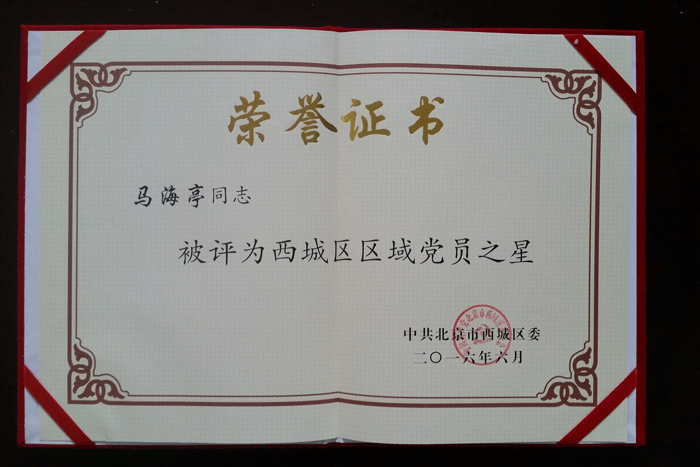 荣誉证书
马海亭同志
被评为西城区区域党员之星
中共北京市西城区委
二〇一六年六月